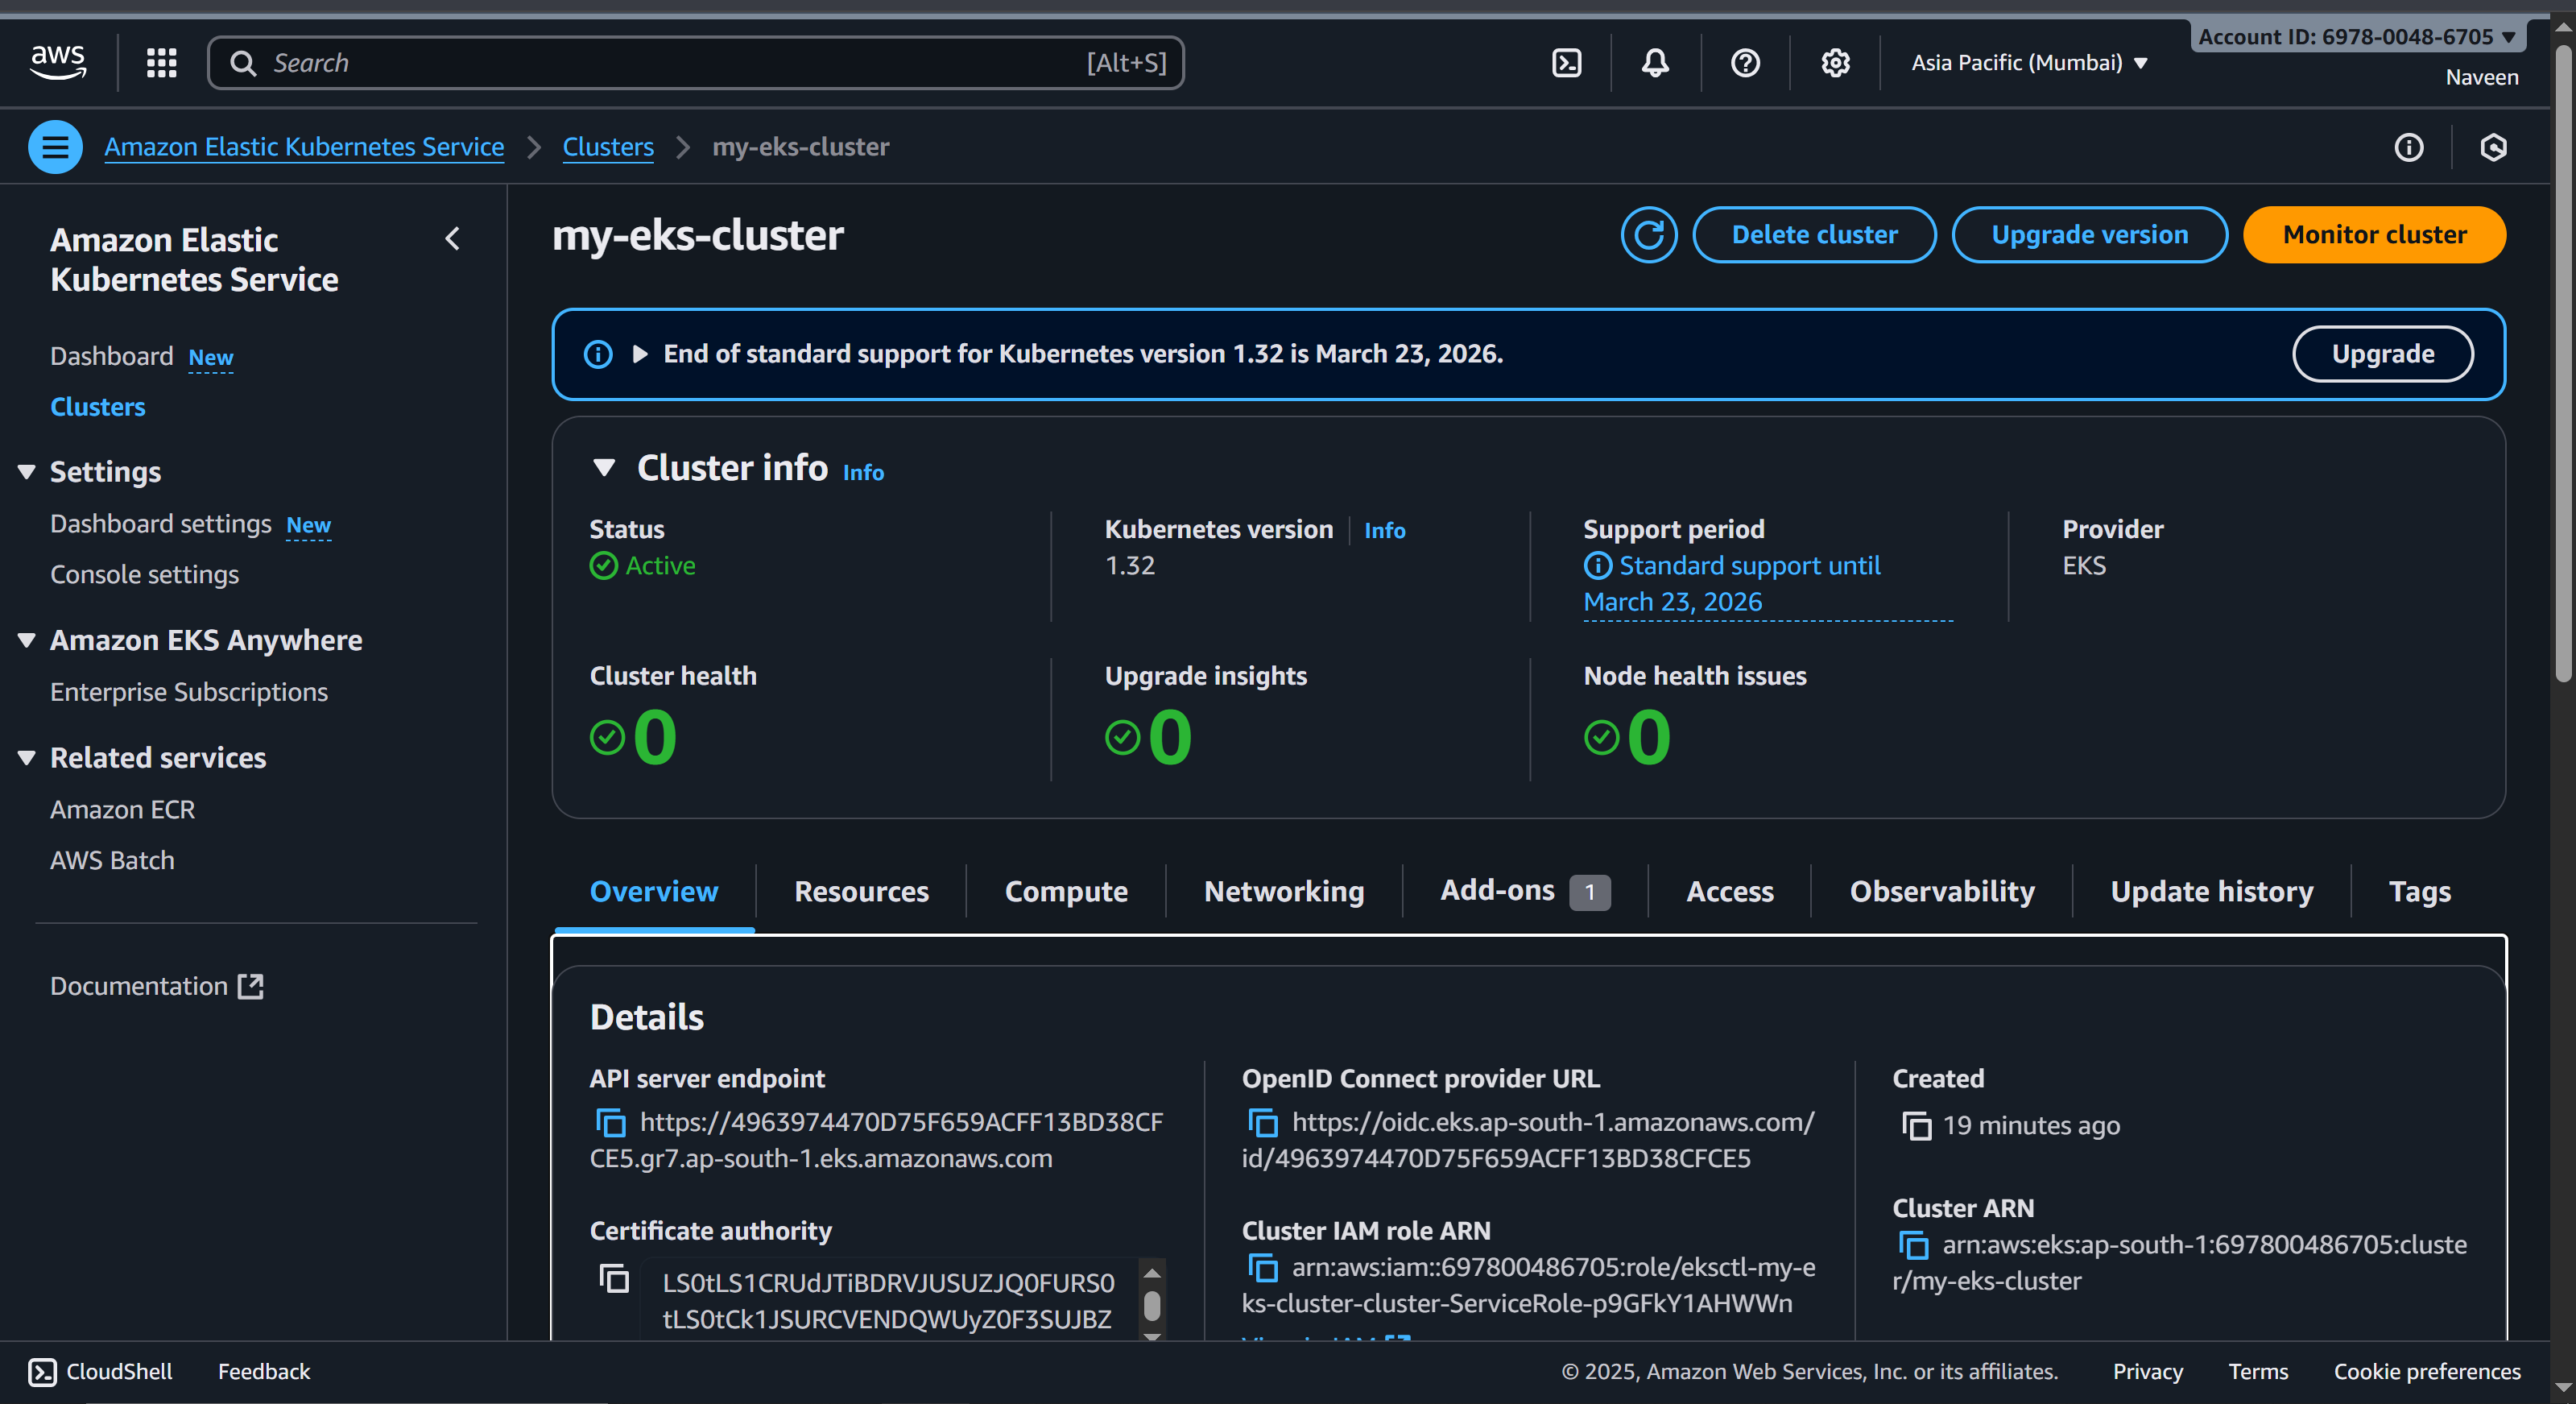 aws
Search [Alt+S]
Asia Pacific (Mumbai)
Account ID: 6978-0048-6705
Naveen
Amazon Elastic Kubernetes Service
Clusters
my-eks-cluster
Amazon Elastic
Kubernetes Service
Dashboard New
Clusters
Settings
Dashboard settings New
Console settings
Amazon EKS Anywhere
Enterprise Subscriptions
Related services
Amazon ECR
AWS Batch
Documentation
my-eks-cluster
Delete cluster
Upgrade version
Monitor cluster
End of standard support for Kubernetes version 1.32 is March 23, 2026.
Upgrade
Cluster info Info
Status
Active
Kubernetes version Info
1.32
Support period
Standard support until
March 23, 2026
Provider
EKS
Cluster health
0
Upgrade insights
0
Node health issues
0
Overview
Resources
Compute
Networking
Add-ons 1
Access
Observability
Update history
Tags
Details
API server endpoint
https://4963974470D75F659ACFF13BD38CF
CE5.gr7.ap-south-1.eks.amazonaws.com
Certificate authority
LS0tLS1CRUdJTiBDRVJUSUZJQ0FURS0
tLS0tCk1JSURCVENDQWUyZ0F3SUJBZ
OpenID Connect provider URL
https://oidc.eks.ap-south-1.amazonaws.com/
id/4963974470D75F659ACFF13BD38CFCE5
Cluster IAM role ARN
arn:aws:iam::697800486705:role/eksctl-my-e
ks-cluster-cluster-ServiceRole-p9GFkY1AHWWn
Created
19 minutes ago
Cluster ARN
arn:aws:eks:ap-south-1:697800486705:cluste
r/my-eks-cluster
CloudShell
Feedback
© 2025, Amazon Web Services, Inc. or its affiliates.
Privacy
Terms
Cookie preferences